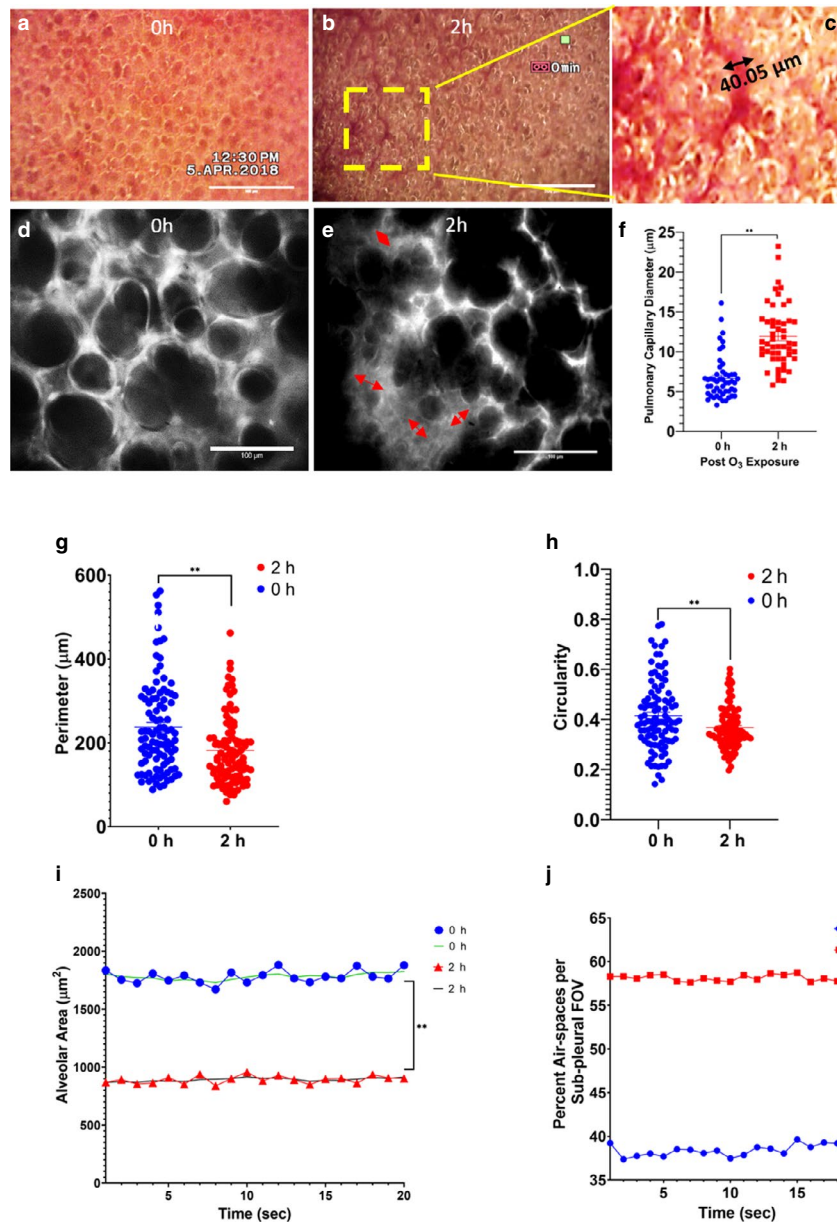 a
0h
12:30 PM
5.APR.2018
b
2h
0 min
c
40.05 μm
d
0h
100 μm
e
2h
100 μm
f
Pulmonary Capillary Diameter (μm)
25
20
15
10
5
0
**
0 h
2 h
Post O₃ Exposure
g
Perimeter (μm)
600
400
200
0
**
2 h
0 h
0 h
2 h
h
Circularity
1.0
0.8
0.6
0.4
0.2
0.0
**
2 h
0 h
0 h
2 h
i
Alveolar Area (μm²)
2500
2000
1500
1000
500
0
5
10
15
20
Time (sec)
0 h
0 h
2 h
2 h
**
j
Percent Air-spaces per
Sub-pleural FOV
65
60
55
50
45
40
35
5
10
15
Time (sec)